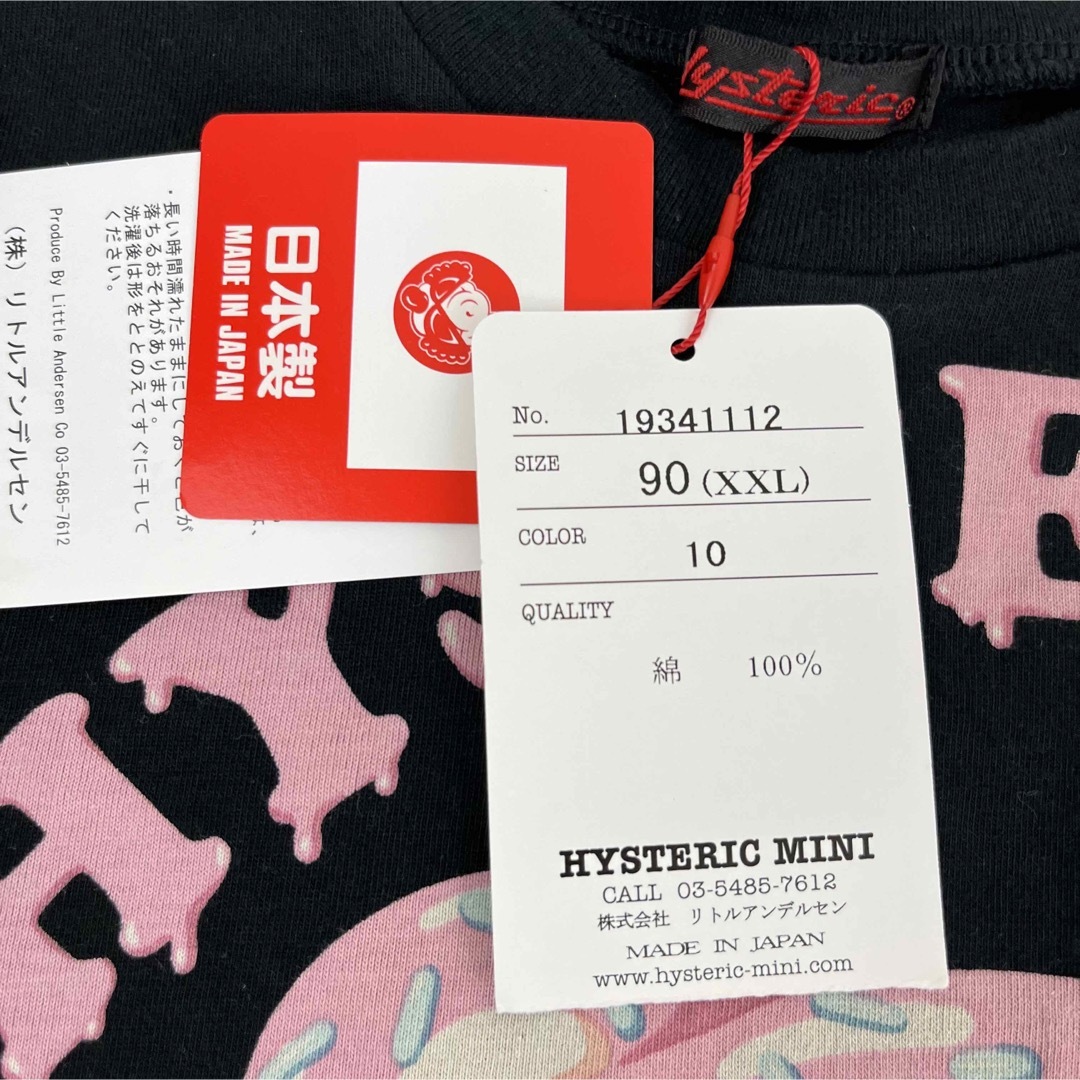 Hysteric®
日本製
MADE IN JAPAN
・長い時間濡れたままにしておくと色が
落ちるおそれがあります。
洗濯後は形をととのえてすぐに干して
ください。
Produce By Little Andersen Co 03-5485-7612
(株) リトルアンデルセン
No. 19341112
SIZE 90 (XXL)
COLOR 10
QUALITY
綿 100%
HYSTERIC MINI
CALL 03-5485-7612
株式会社 リトルアンデルセン
MADE IN JAPAN
www.hysteric-mini.com
H Y
E